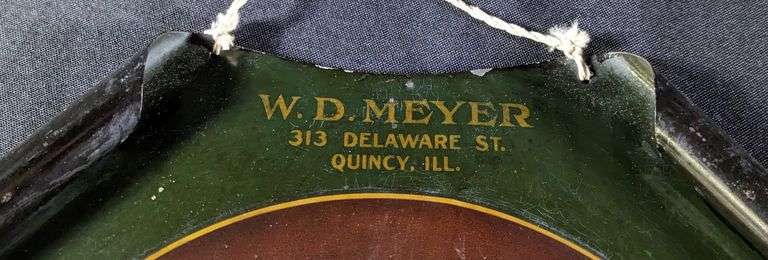 W. D. MEYER
313 DELAWARE ST.
QUINCY, ILL.